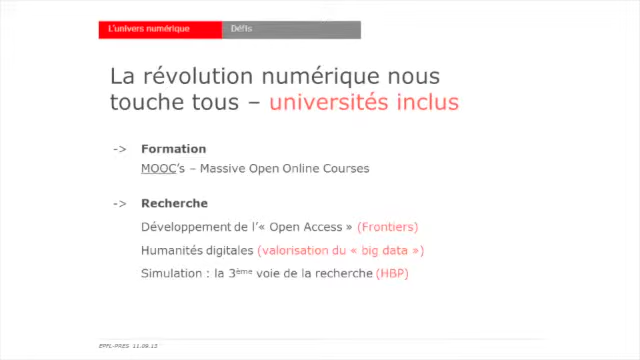 L'univers numérique
Défis
La révolution numérique nous
touche tous – universités inclus
-> Formation
MOOC's – Massive Open Online Courses
-> Recherche
Développement de l'« Open Access » (Frontiers)
Humanités digitales (valorisation du « big data »)
Simulation : la 3ème voie de la recherche (HBP)
EPFL-PRES 11.09.13